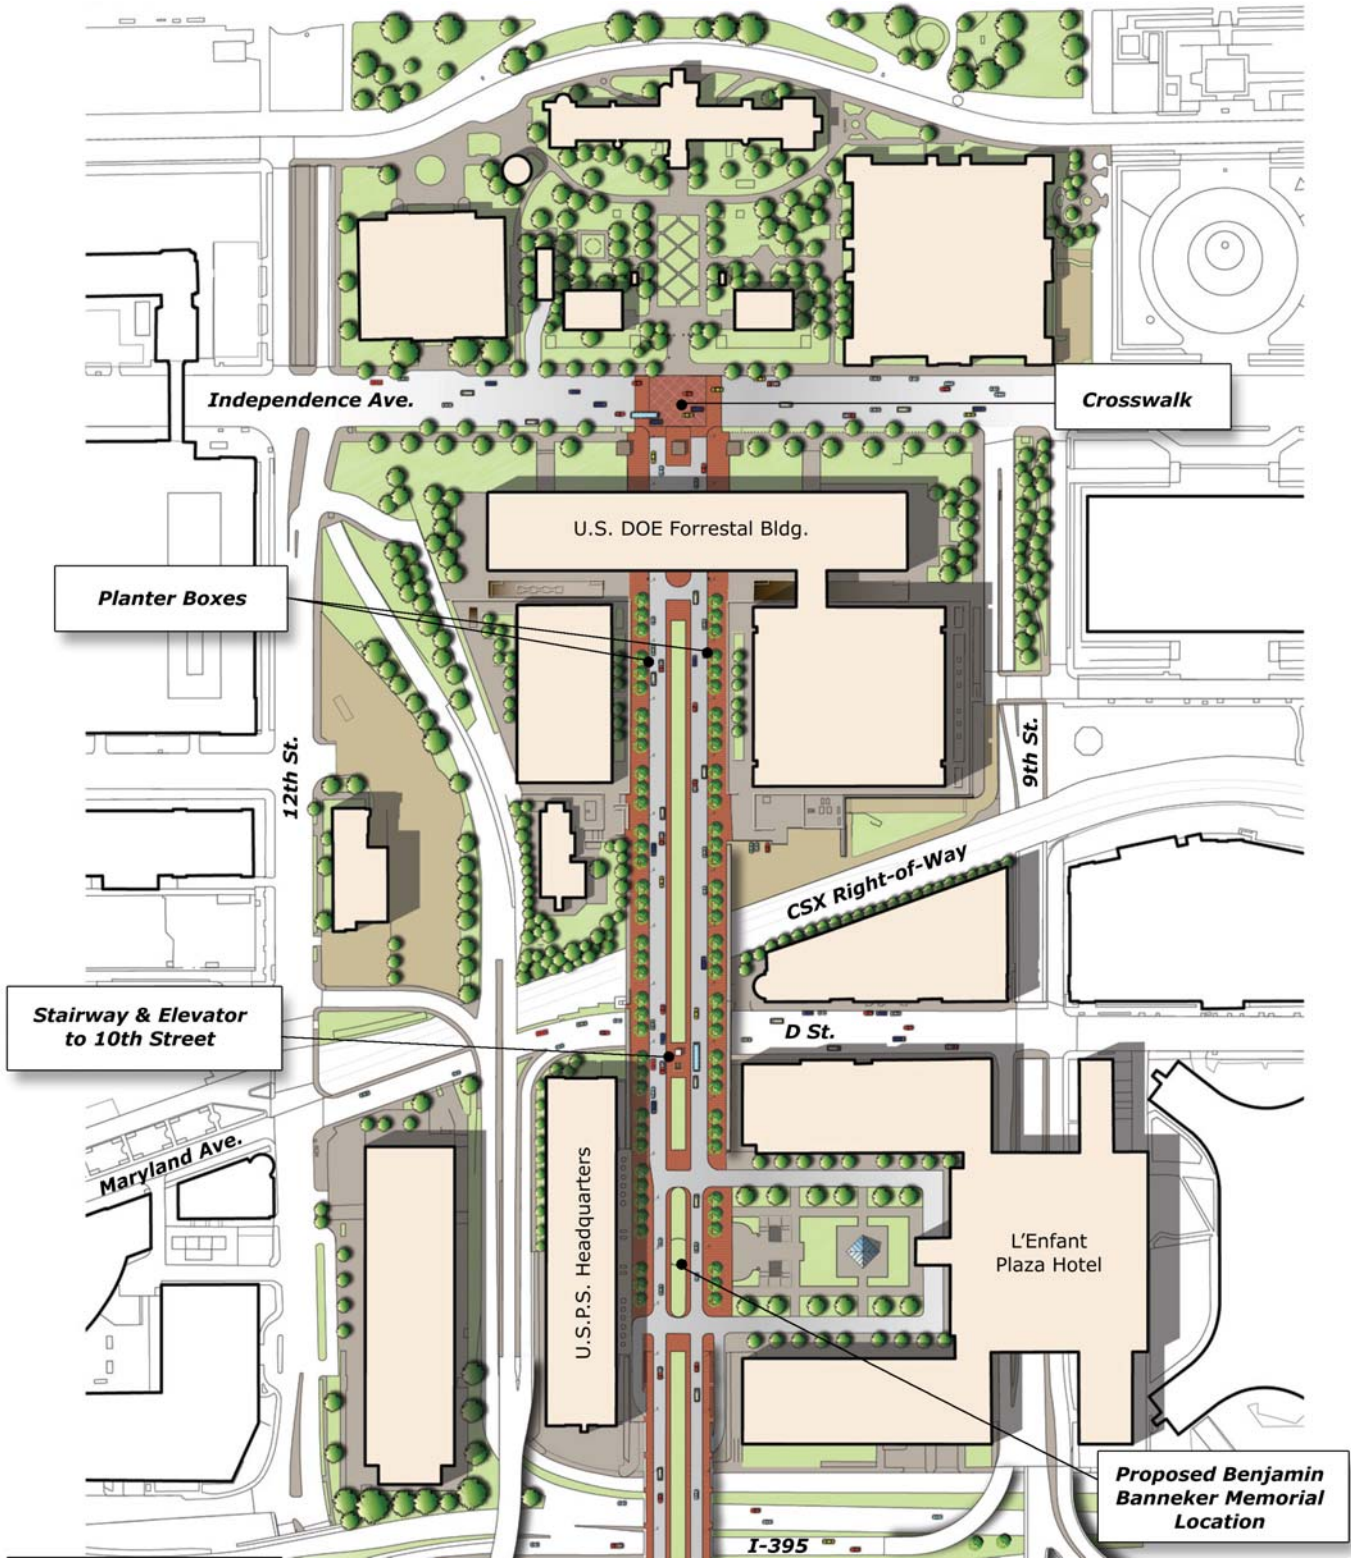 Independence Ave.
Crosswalk
U.S. DOE Forrestal Bldg.
Planter Boxes
12th St.
9th St.
CSX Right-of-Way
Stairway & Elevator
to 10th Street
D St.
Maryland Ave.
U.S.P.S. Headquarters
L'Enfant
Plaza Hotel
Proposed Benjamin
Banneker Memorial
Location
I-395